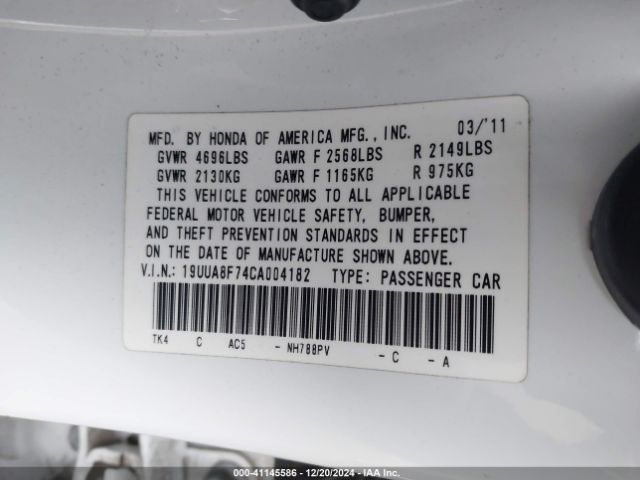 MFD. BY HONDA OF AMERICA MFG., INC. 03/'11
GVWR 4696LBS GAWR F 2568LBS R 2149LBS
GVWR 2130KG GAWR F 1165KG R 975KG
THIS VEHICLE CONFORMS TO ALL APPLICABLE
FEDERAL MOTOR VEHICLE SAFETY, BUMPER,
AND THEFT PREVENTION STANDARDS IN EFFECT
ON THE DATE OF MANUFACTURE SHOWN ABOVE.
V.I.N.: 19UUA8F74CA004182 TYPE: PASSENGER CAR
TK4 C AC5 - NH788PV - C - A
000-41145586 - 12/20/2024 - IAAI Inc.